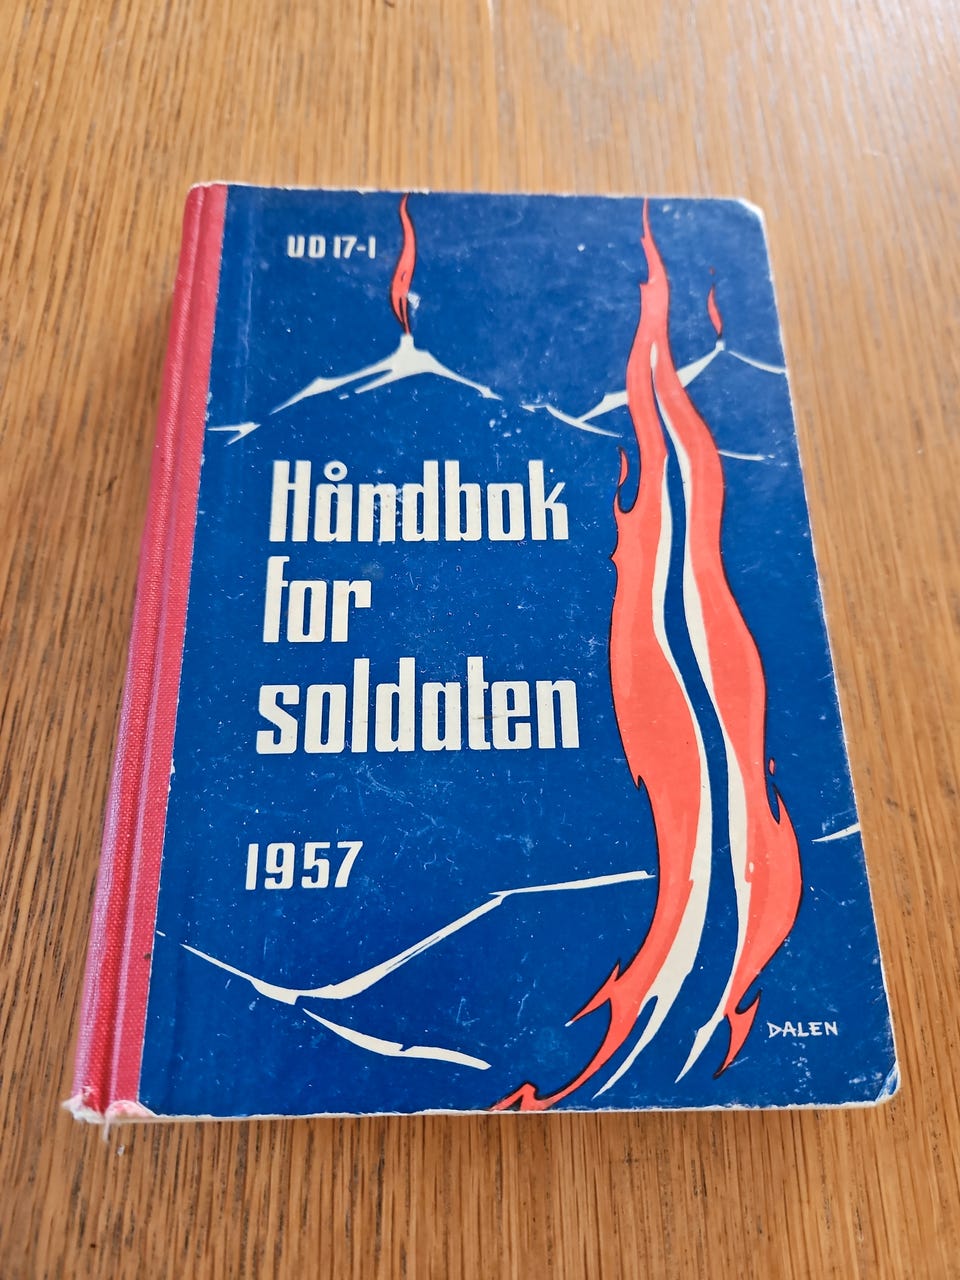 UD 17-1
Håndbok
for
soldaten
1957
DALEN